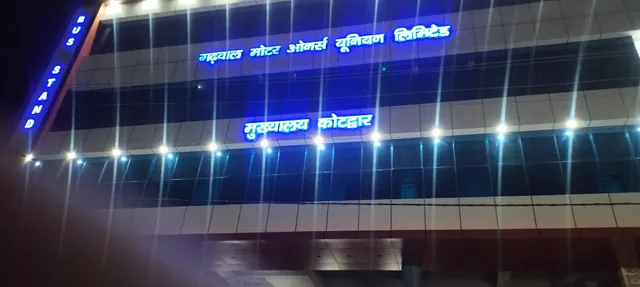 BUS STAND
गढ़वाल मोटर ओनर्स यूनियन लिमिटेड
मुख्यालय कोटद्वार